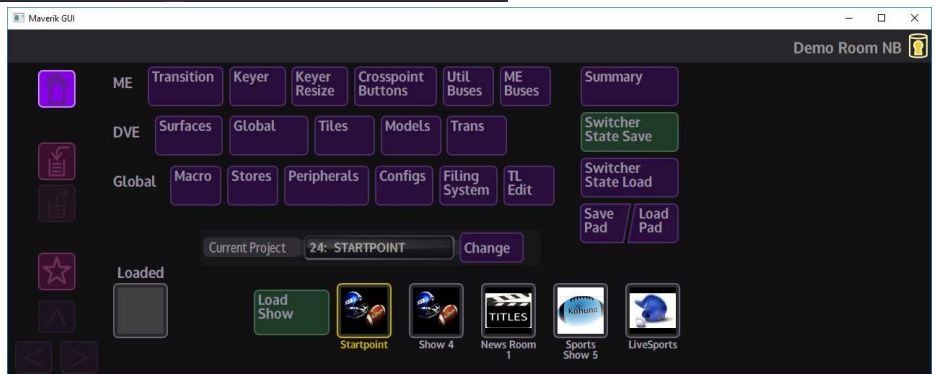 Maverik GUI
Demo Room NB
ME Transition Keyer Keyer Resize Crosspoint Buttons Util Buses ME Buses Summary
DVE Surfaces Global Tiles Models Trans Switcher State Save
Global Macro Stores Peripherals Configs Filing System TL Edit Switcher State Load
Save Pad Load Pad
Current Project 24: STARTPOINT Change
Loaded
Load Show
TITLES
Kahuna
Startpoint Show 4 News Room 1 Sports Show 5 LiveSports